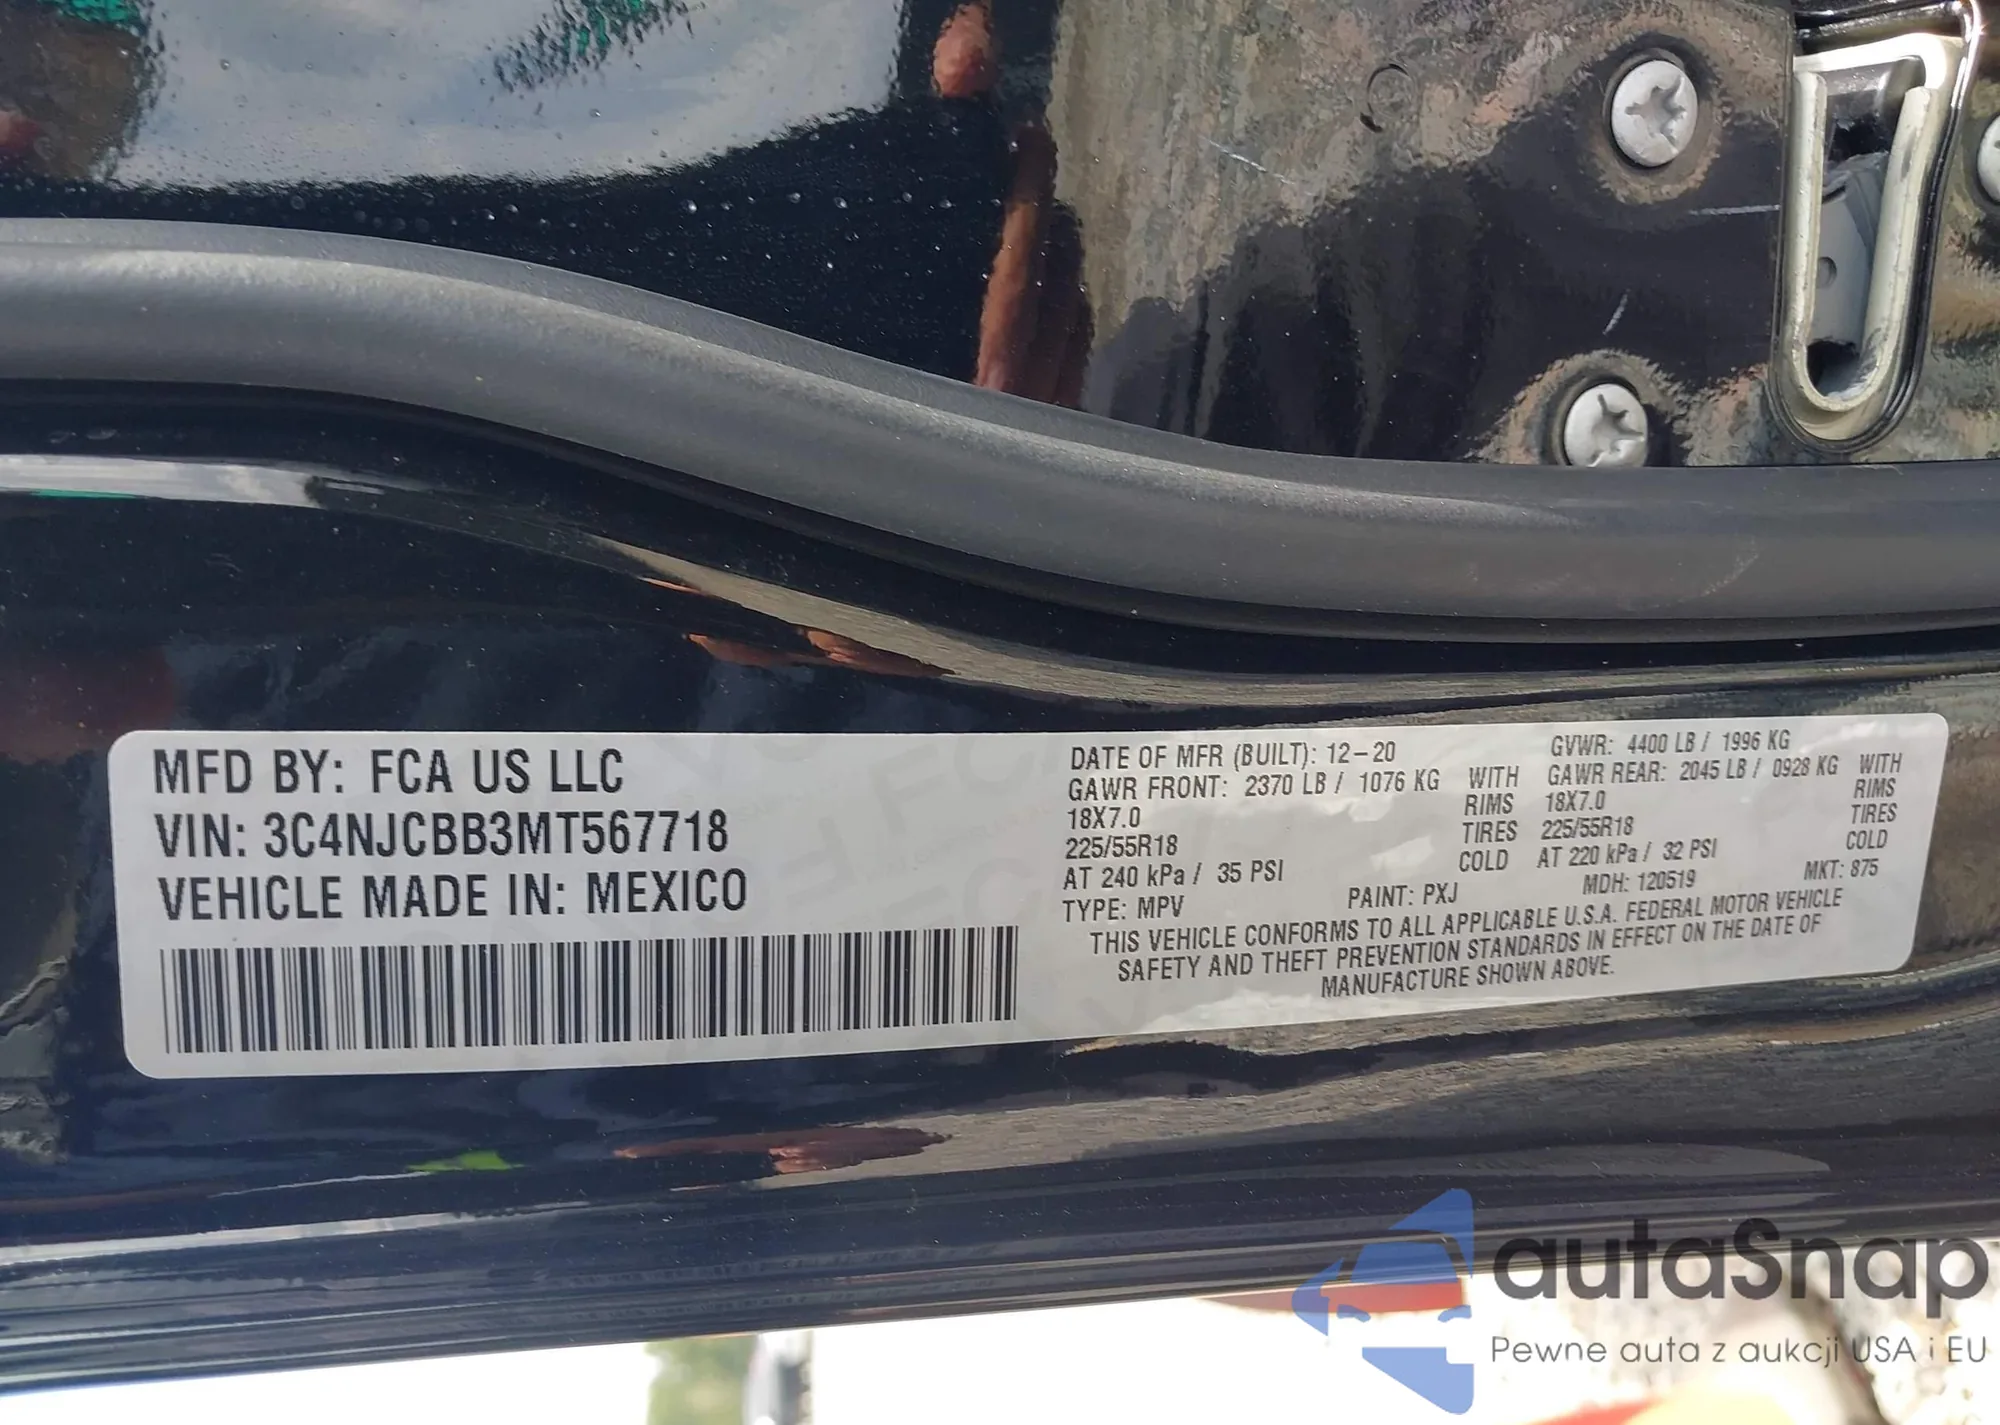 MFD BY: FCA US LLC
VIN: 3C4NJCBB3MT567718
VEHICLE MADE IN: MEXICO
DATE OF MFR (BUILT): 12-20
GVWR: 4400 LB / 1996 KG
GAWR FRONT: 2370 LB / 1076 KG WITH
GAWR REAR: 2045 LB / 0928 KG WITH
18X7.0 RIMS
18X7.0 RIMS
225/55R18 TIRES
225/55R18 TIRES
AT 240 kPa / 35 PSI COLD
AT 220 kPa / 32 PSI COLD
TYPE: MPV PAINT: PXJ MDH: 120519 MKT: 875
THIS VEHICLE CONFORMS TO ALL APPLICABLE U.S.A. FEDERAL MOTOR VEHICLE
SAFETY AND THEFT PREVENTION STANDARDS IN EFFECT ON THE DATE OF
MANUFACTURE SHOWN ABOVE.
autaSnap
Pewne auta z aukcji USA i EU